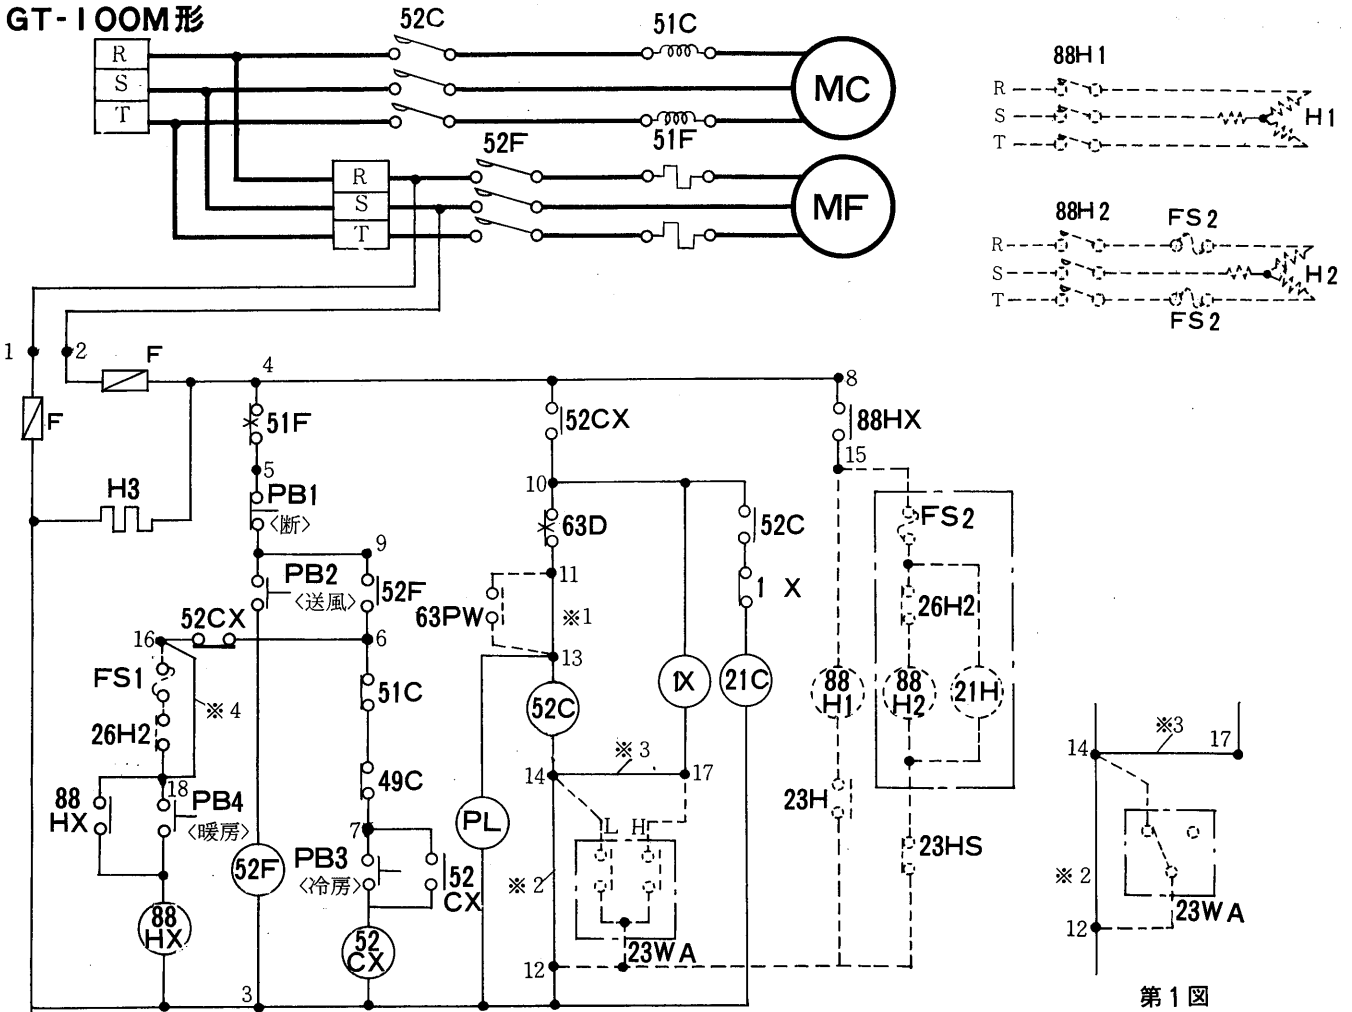 GT-100M形
52C
51C
R
S
T
MC
52F
51F
R
S
T
MF
88H1
R
S
T
H1
88H2
FS2
R
S
T
H2
FS2
1
2
F
F
4
8
51F
52CX
88HX
15
5
10
H3
PB1
〈断〉
63D
52C
FS2
9
PB2
〈送風〉
52F
11
1 X
26H2
52CX
63PW
※1
16
6
13
FS1
51C
52C
1X
21C
88
H1
88
H2
21H
※4
26H2
※3
※3
14
17
14
17
49C
18
88
HX
PB4
〈暖房〉
23H
PL
L
H
7
PB3
〈冷房〉
52
CX
52F
※2
23HS
※2
23WA
88
HX
52
CX
23WA
12
12
3
第1図